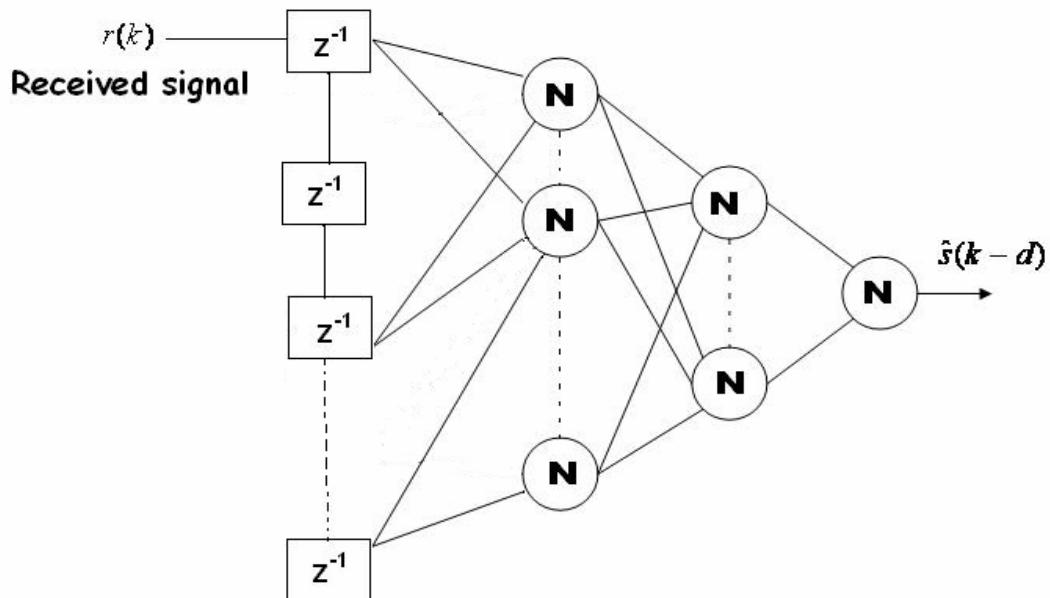 r(k)
Received signal
z⁻¹
z⁻¹
z⁻¹
z⁻¹
N
N
N
N
N
N
ŝ(k − d)